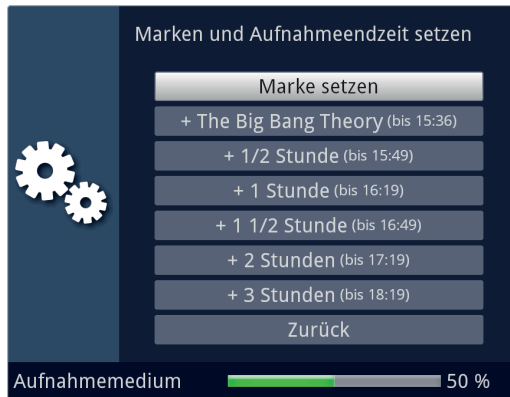 Marken und Aufnahmeendzeit setzen
Marke setzen
+ The Big Bang Theory (bis 15:36)
+ 1/2 Stunde (bis 15:49)
+ 1 Stunde (bis 16:19)
+ 1 1/2 Stunde (bis 16:49)
+ 2 Stunden (bis 17:19)
+ 3 Stunden (bis 18:19)
Zurück
Aufnahmemedium 50 %